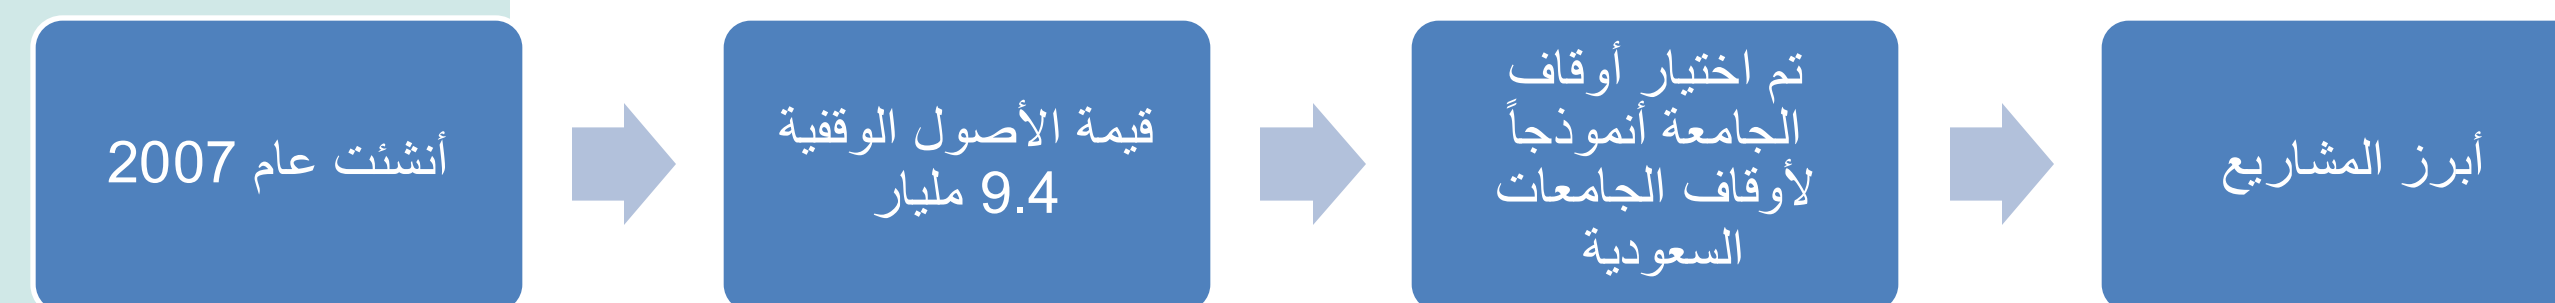 أنشئت عام 2007
قيمة الأصول الوقفية
9.4 مليار
تم اختيار أوقاف
الجامعة أنموذجاً
لأوقاف الجامعات
السعودية
أبرز المشاريع